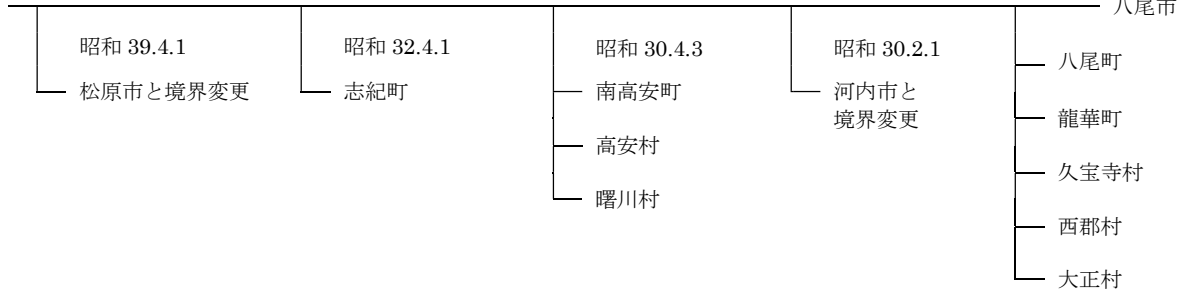 八尾市
昭和 39.4.1
松原市と境界変更
昭和 32.4.1
志紀町
昭和 30.4.3
南高安町
高安村
曙川村
昭和 30.2.1
河内市と
境界変更
八尾町
龍華町
久宝寺村
西郡村
大正村